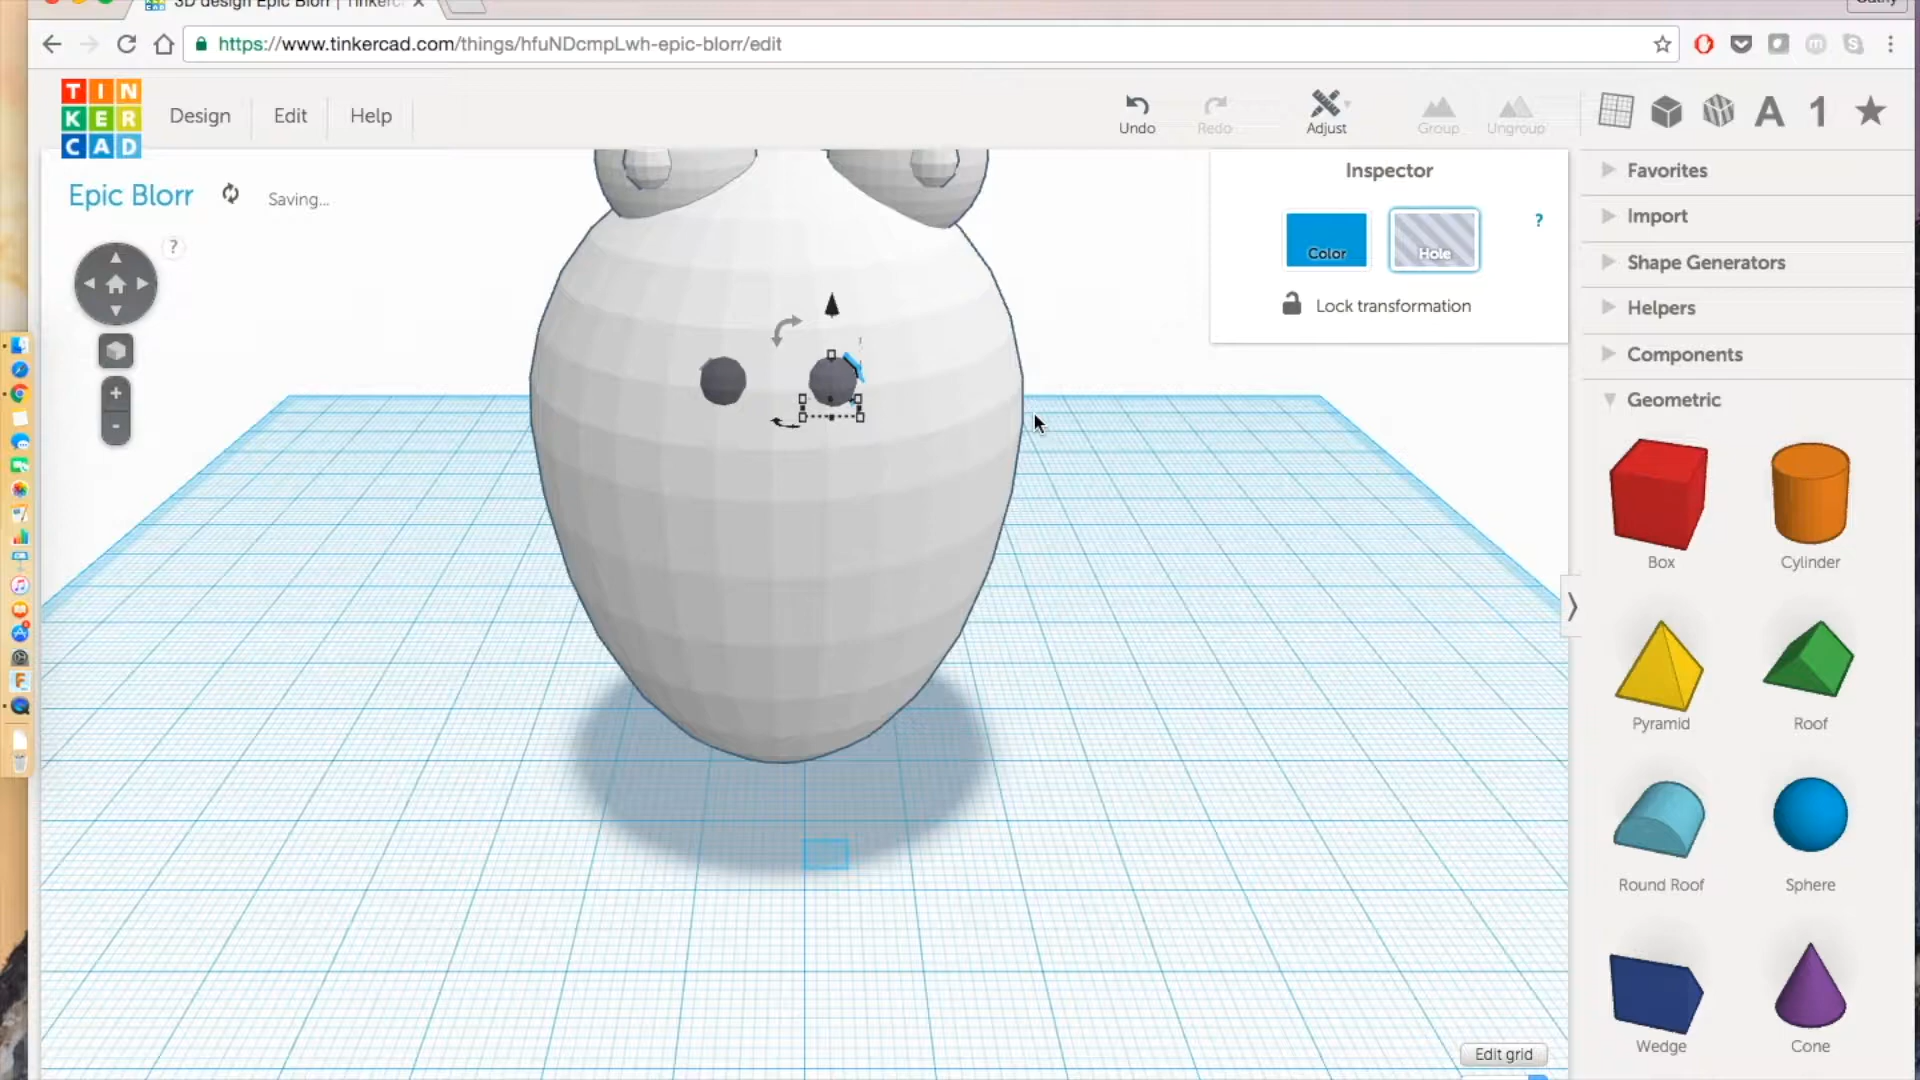 3D design Epic Blorr | Tinkerc
Cathy
https://www.tinkercad.com/things/hfuNDcmpLwh-epic-blorr/edit
TIN
KER
CAD
Design
Edit
Help
Undo
Redo
Adjust
Group
Ungroup
A
1
Epic Blorr
Saving...
?
Inspector
Color
Hole
?
Lock transformation
Favorites
Import
Shape Generators
Helpers
Components
Geometric
Box
Cylinder
Pyramid
Roof
Round Roof
Sphere
Wedge
Cone
Edit grid